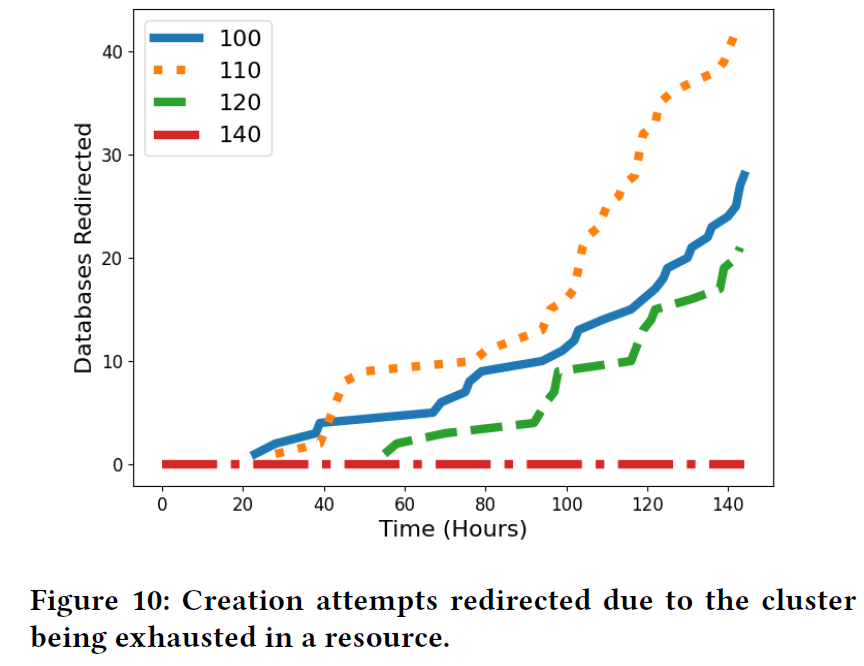 100
110
120
140
40
30
20
10
0
Databases Redirected
0 20 40 60 80 100 120 140
Time (Hours)
Figure 10: Creation attempts redirected due to the cluster
being exhausted in a resource.